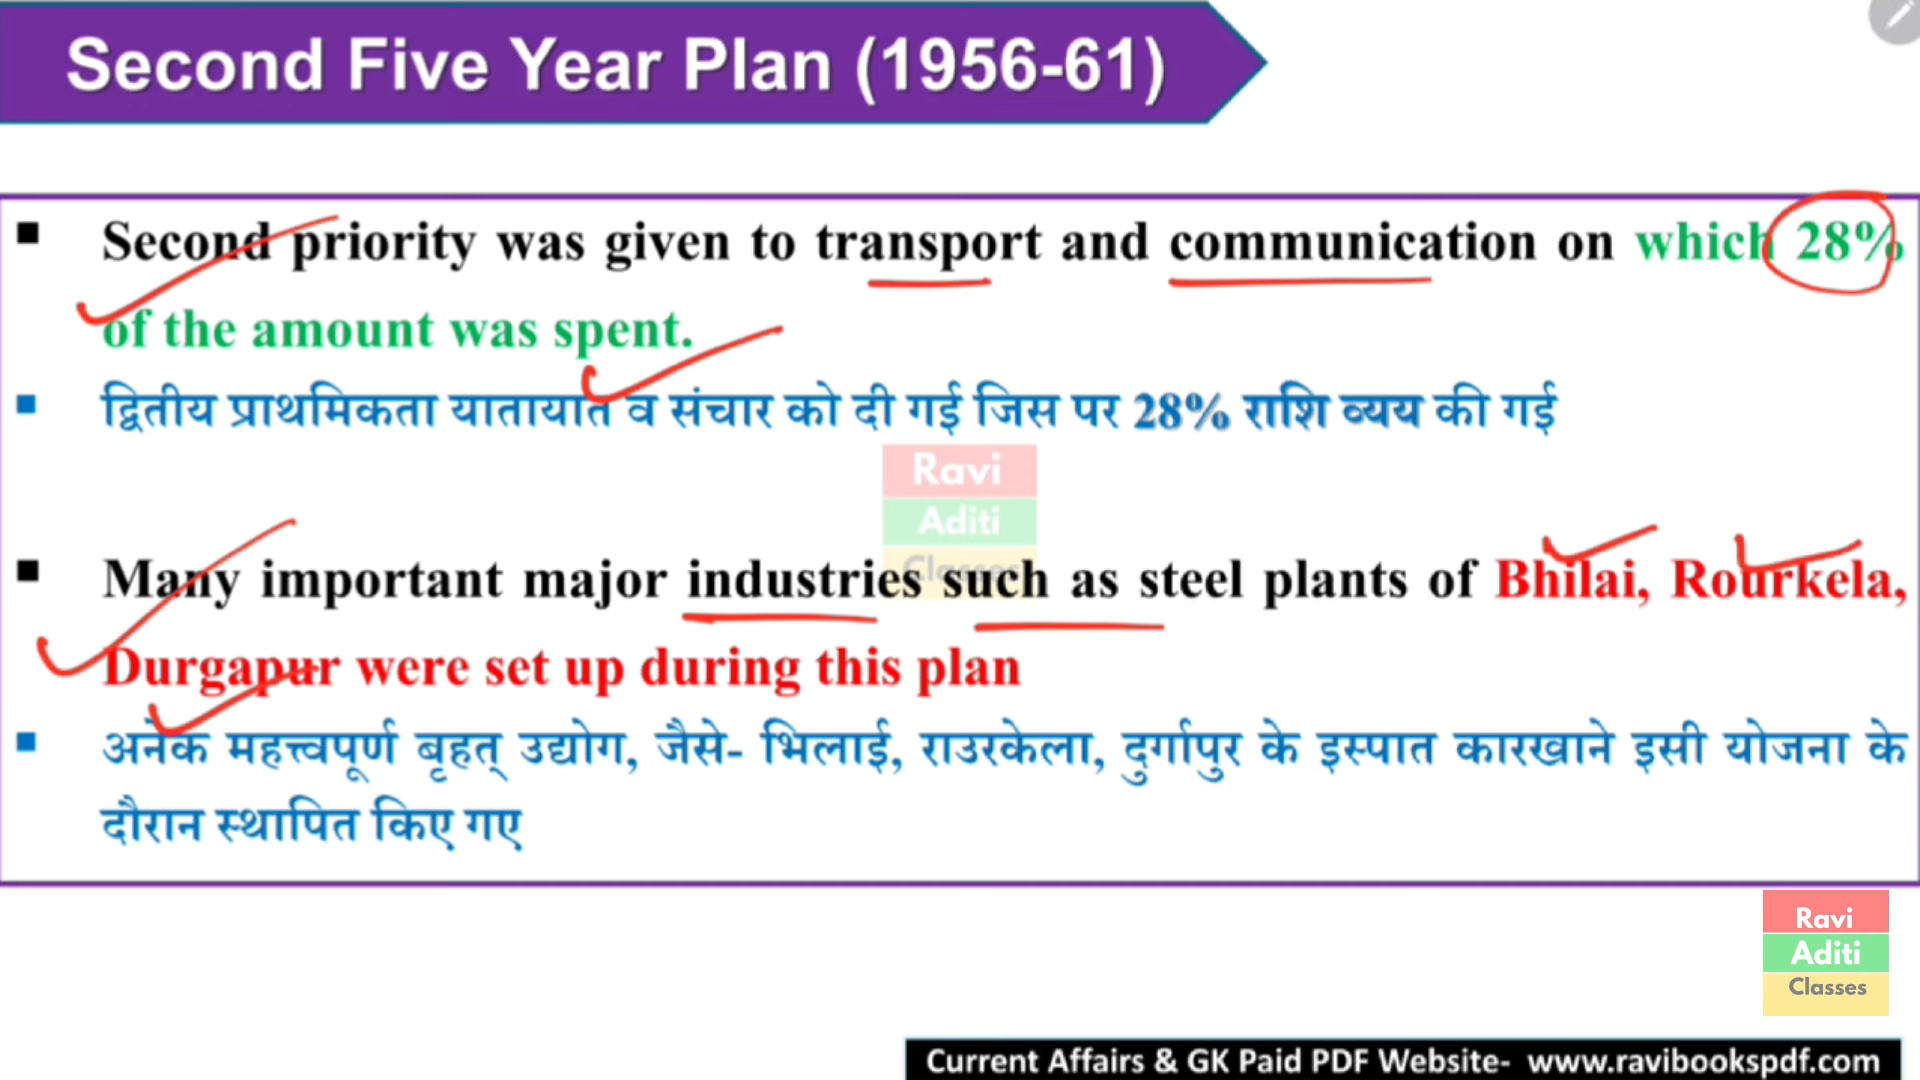 Second Five Year Plan (1956-61)
▪ Second priority was given to transport and communication on which 28%
of the amount was spent.
▪ द्वितीय प्राथमिकता यातायात व संचार को दी गई जिस पर 28% राशि व्यय की गई
Ravi
Aditi
Classes
▪ Many important major industries such as steel plants of Bhilai, Rourkela,
Durgapur were set up during this plan
▪ अनेक महत्त्वपूर्ण बृहत् उद्योग, जैसे- भिलाई, राउरकेला, दुर्गापुर के इस्पात कारखाने इसी योजना के
दौरान स्थापित किए गए
Ravi
Aditi
Classes
Current Affairs & GK Paid PDF Website- www.ravibookspdf.com